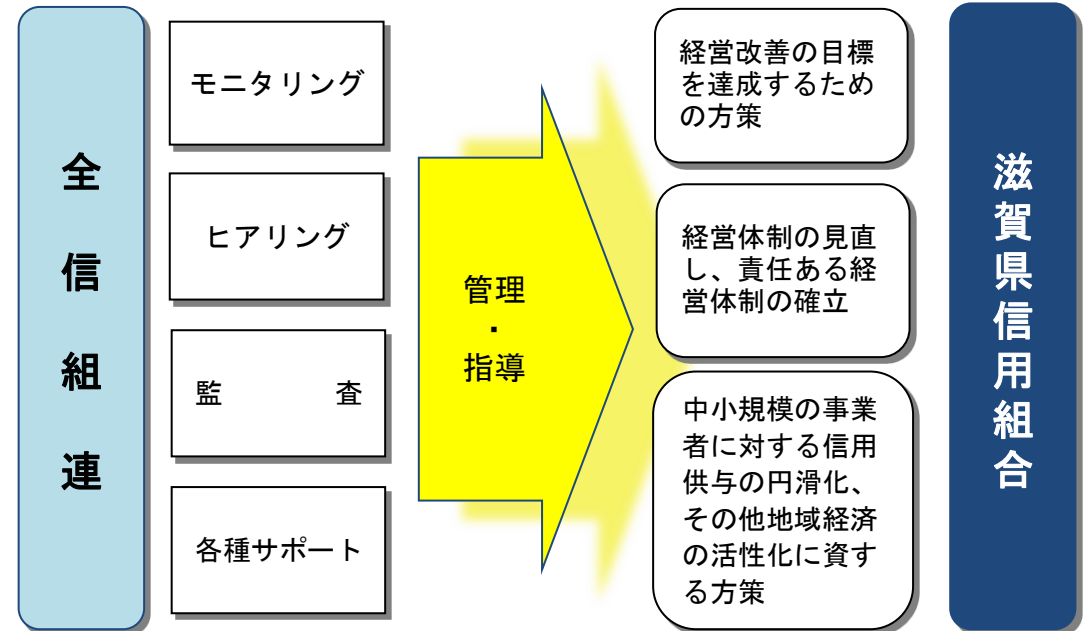 全信組連
モニタリング
ヒアリング
監査
各種サポート
管理
・
指導
経営改善の目標
を達成するため
の方策
経営体制の見直
し、責任ある経
営体制の確立
中小規模の事業
者に対する信用
供与の円滑化、
その他地域経済
の活性化に資す
る方策
滋賀県信用組合